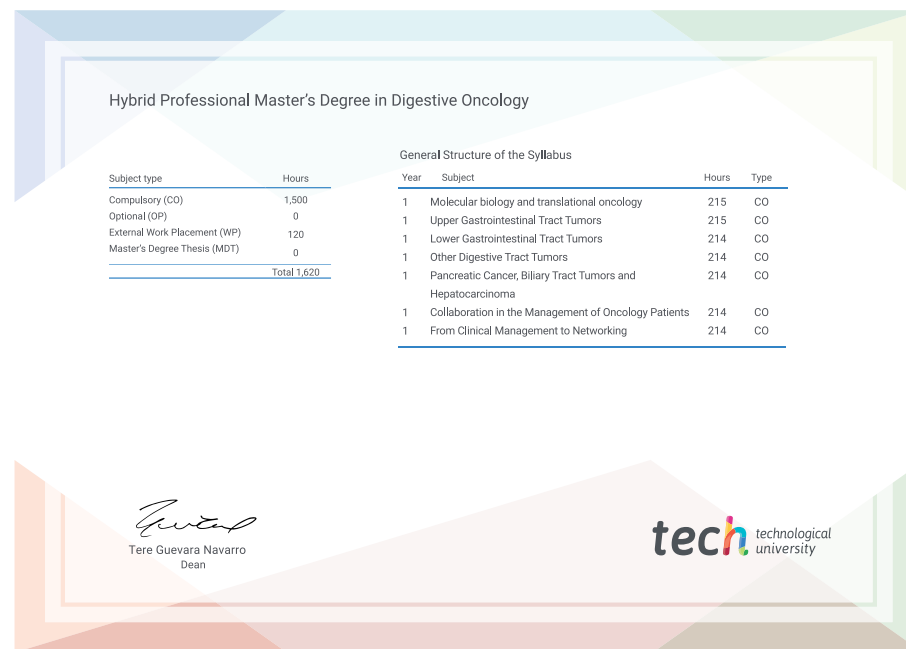 Hybrid Professional Master's Degree in Digestive Oncology
Subject type Hours
Compulsory (CO) 1,500
Optional (OP) 0
External Work Placement (WP) 120
Master's Degree Thesis (MDT) 0
Total 1,620
General Structure of the Syllabus
Year Subject Hours Type
1 Molecular biology and translational oncology 215 CO
1 Upper Gastrointestinal Tract Tumors 215 CO
1 Lower Gastrointestinal Tract Tumors 214 CO
1 Other Digestive Tract Tumors 214 CO
1 Pancreatic Cancer, Biliary Tract Tumors and 214 CO
Hepatocarcinoma
1 Collaboration in the Management of Oncology Patients 214 CO
1 From Clinical Management to Networking 214 CO
Tere Guevara Navarro
Dean
tech technological
university